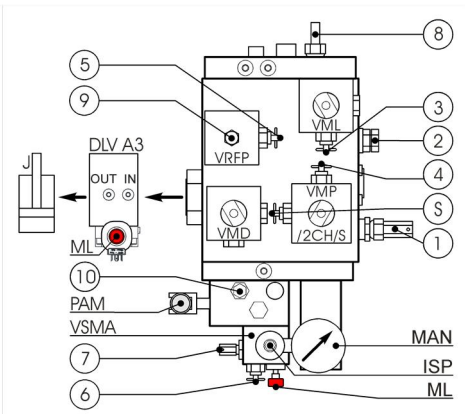 8
5
9
DLV A3
VML
3
2
J
VRFP
4
OUT IN
VMP
S
VMD
/2CH/S
1
ML
10
PAM
VSMA
MAN
7
ISP
6
ML